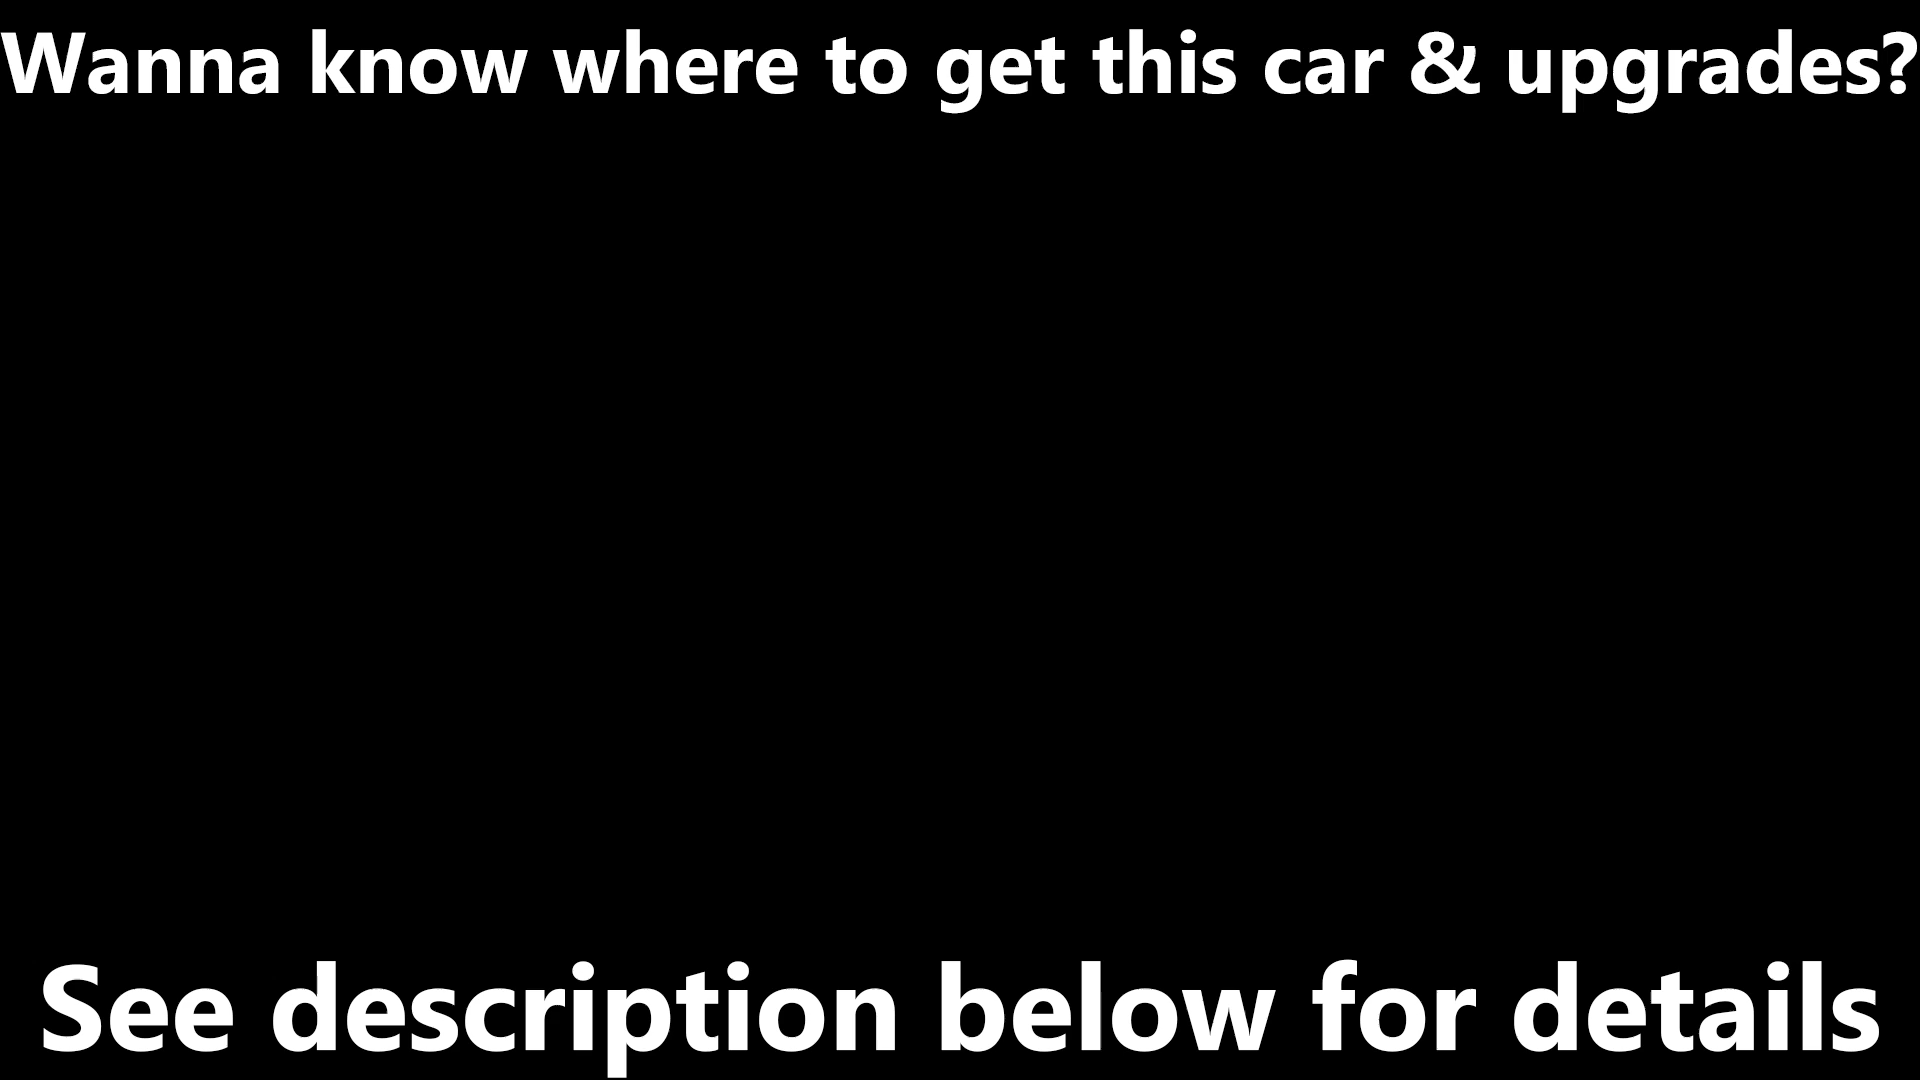 Wanna know where to get this car & upgrades?
See description below for details